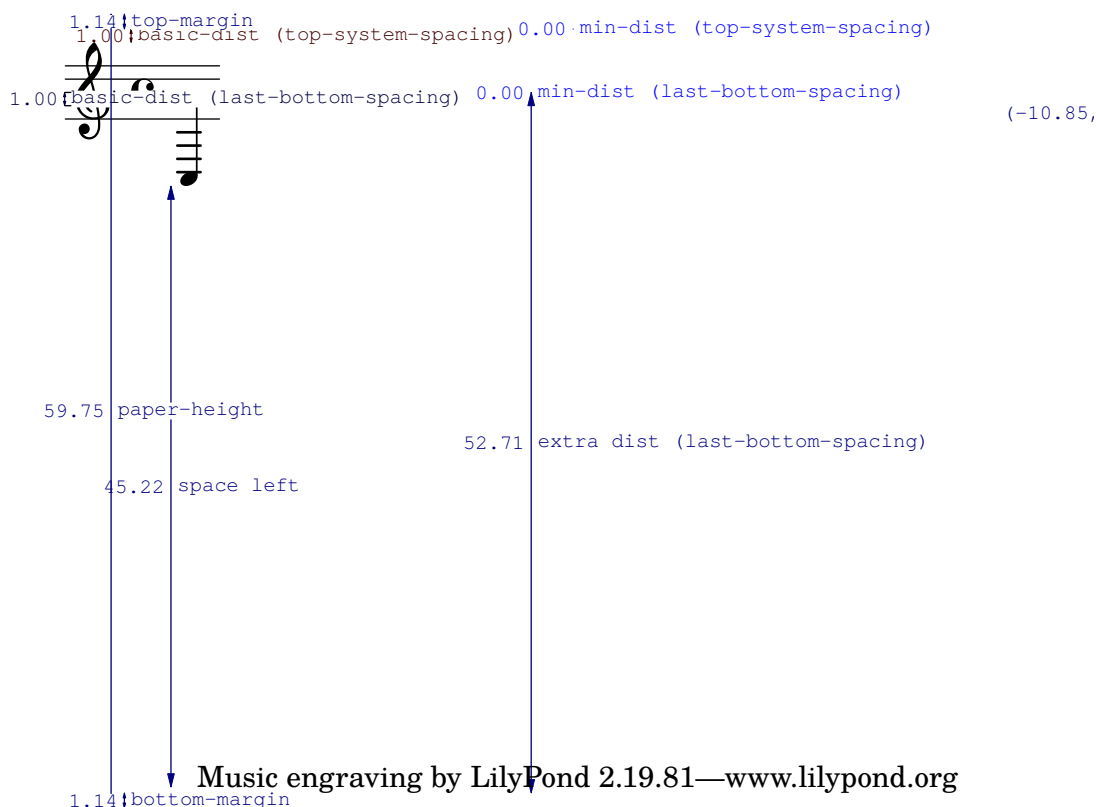 1.14 top-margin
1.00 basic-dist (top-system-spacing) 0.00 min-dist (top-system-spacing)
1.00 basic-dist (last-bottom-spacing) 0.00 min-dist (last-bottom-spacing)
(-10.85,
59.75 paper-height
52.71 extra dist (last-bottom-spacing)
45.22 space left
Music engraving by LilyPond 2.19.81—www.lilypond.org
1.14 bottom-margin